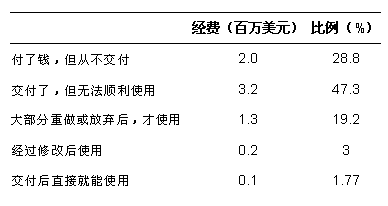 经费（百万美元） 比例（%）
付了钱，但从不交付 2.0 28.8
交付了，但无法顺利使用 3.2 47.3
大部分重做或放弃后，才使用 1.3 19.2
经过修改后使用 0.2 3
交付后直接就能使用 0.1 1.77